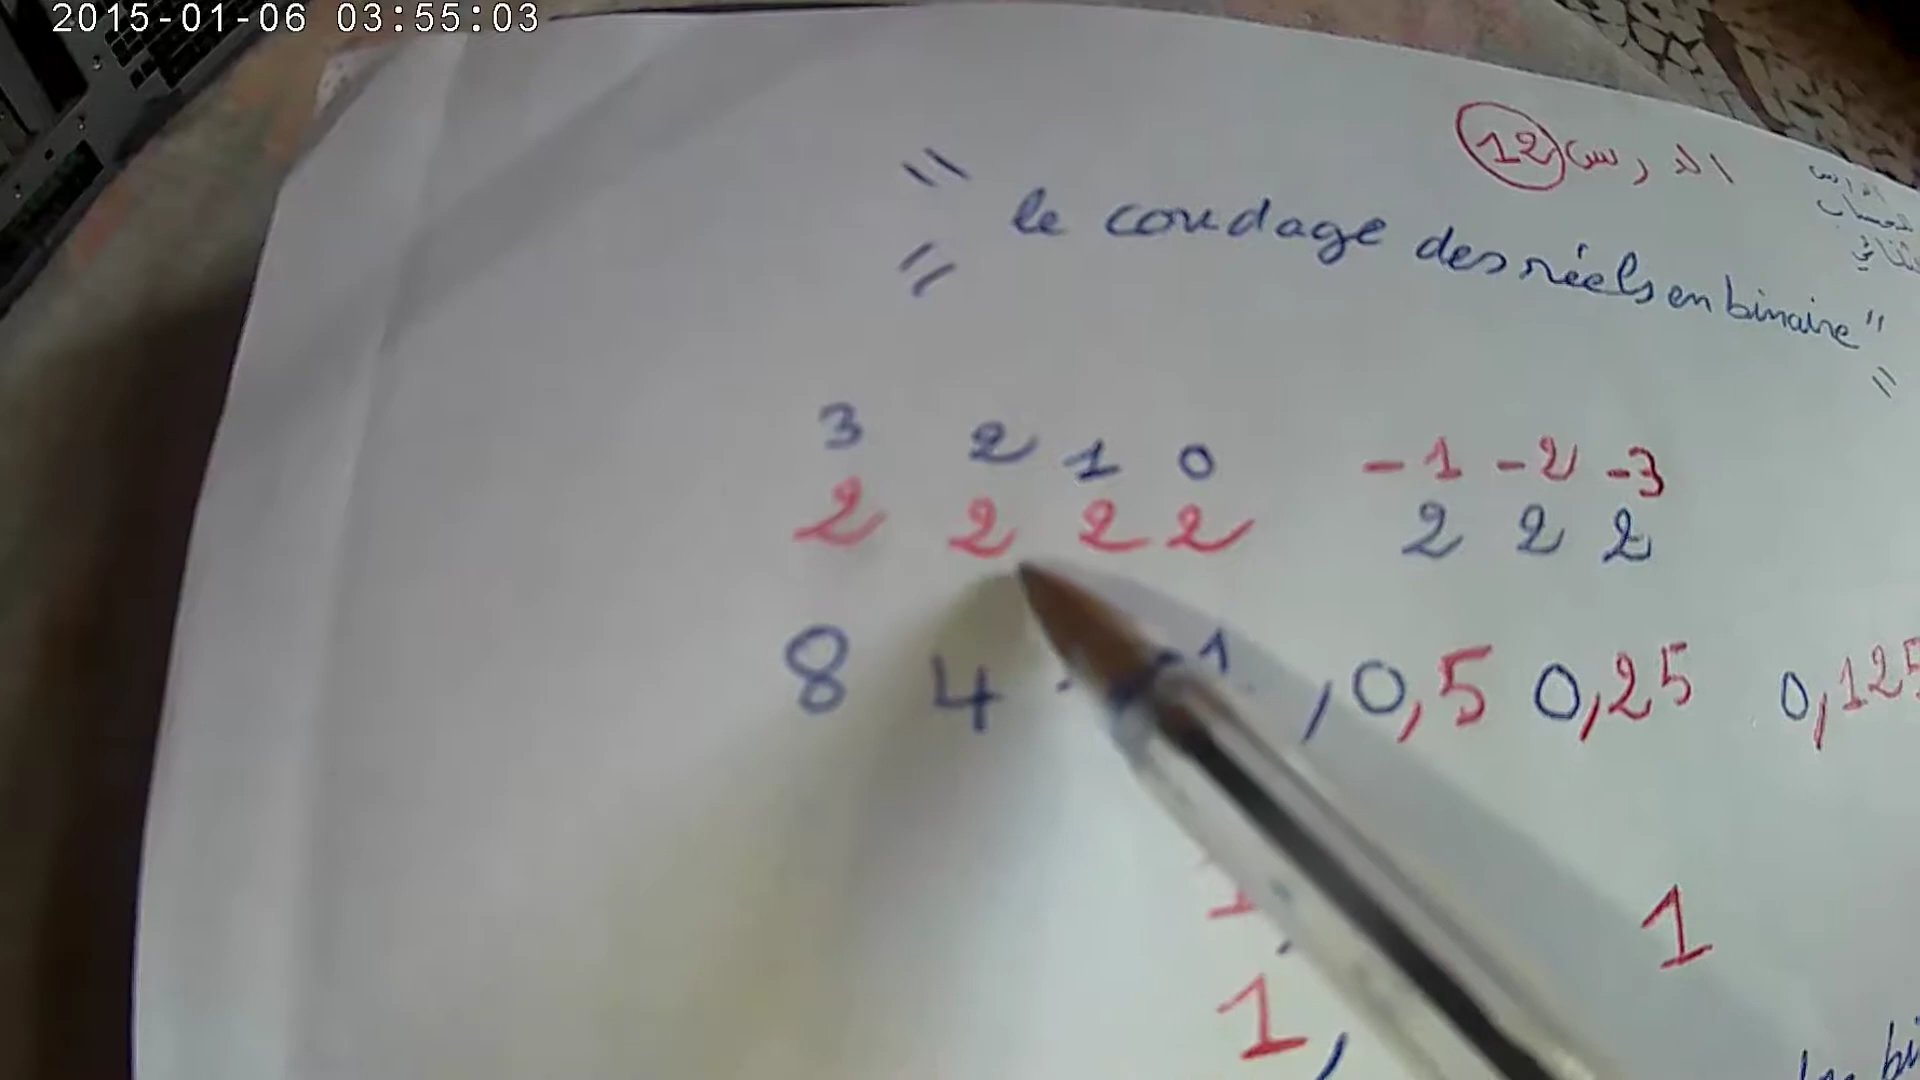 2015-01-06 03:55:03
الدرس 12
" le coudage des réels en binaire "
3 2 1 0 -1 -2 -3
2 2 2 2 2 2 2
8 4 1 , 0,5 0,25 0,125
1 1
1,